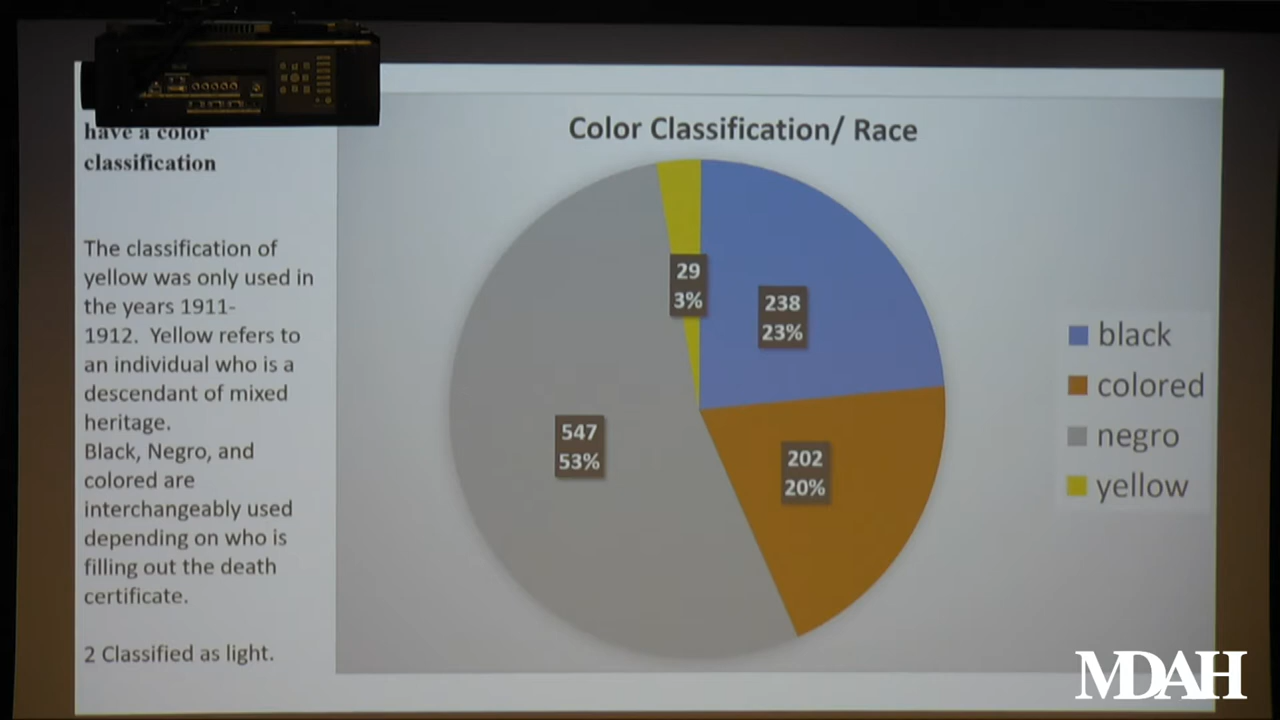 have a color
classification
The classification of
yellow was only used in
the years 1911-
1912. Yellow refers to
an individual who is a
descendant of mixed
heritage.
Black, Negro, and
colored are
interchangeably used
depending on who is
filling out the death
certificate.
2 Classified as light.
Color Classification/ Race
29
3%
238
23%
547
53%
202
20%
black
colored
negro
yellow
MDAH